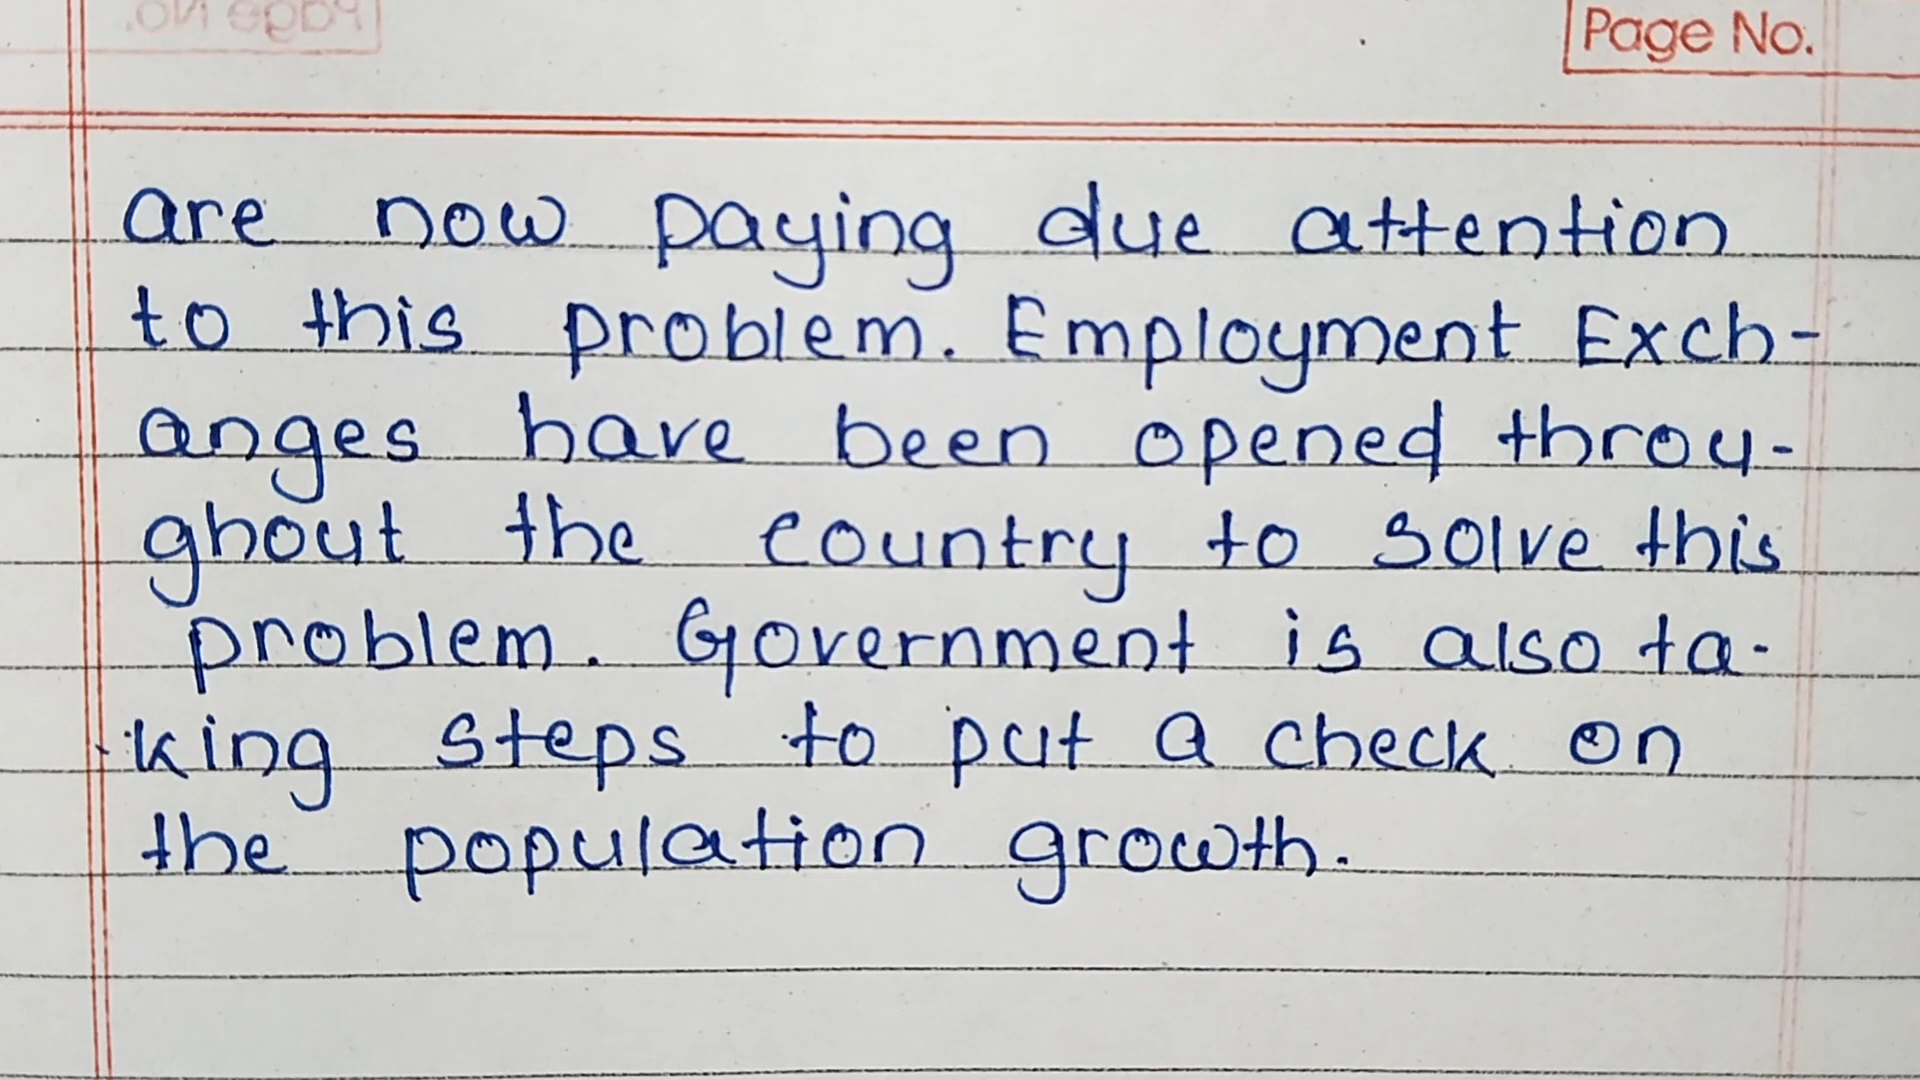 Page No.
are now paying due attention
to this problem. Employment Exch-
anges have been opened throu-
ghout the country to solve this
problem. Government is also ta-
king steps to put a check on
the population growth.